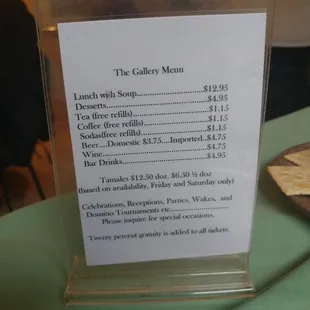 The Gallery Menu
Lunch with Soup.........................$12.95
Desserts......................................$4.95
Tea (free refills)...........................$1.15
Coffee (free refills).......................$1.15
Sodas(free refills).........................$1.15
Beer....Domestic $3.75....Imported..$4.75
Wine..........................................$4.75
Bar Drinks..................................$4.95
Tamales $12.50 doz. $6.50 ½ doz
(based on availability, Friday and Saturday only)
Celebrations, Receptions, Parties, Wakes, and
Domino Tournaments etc....................
Please inquire for special occasions.
Twenty percent gratuity is added to all tickets.